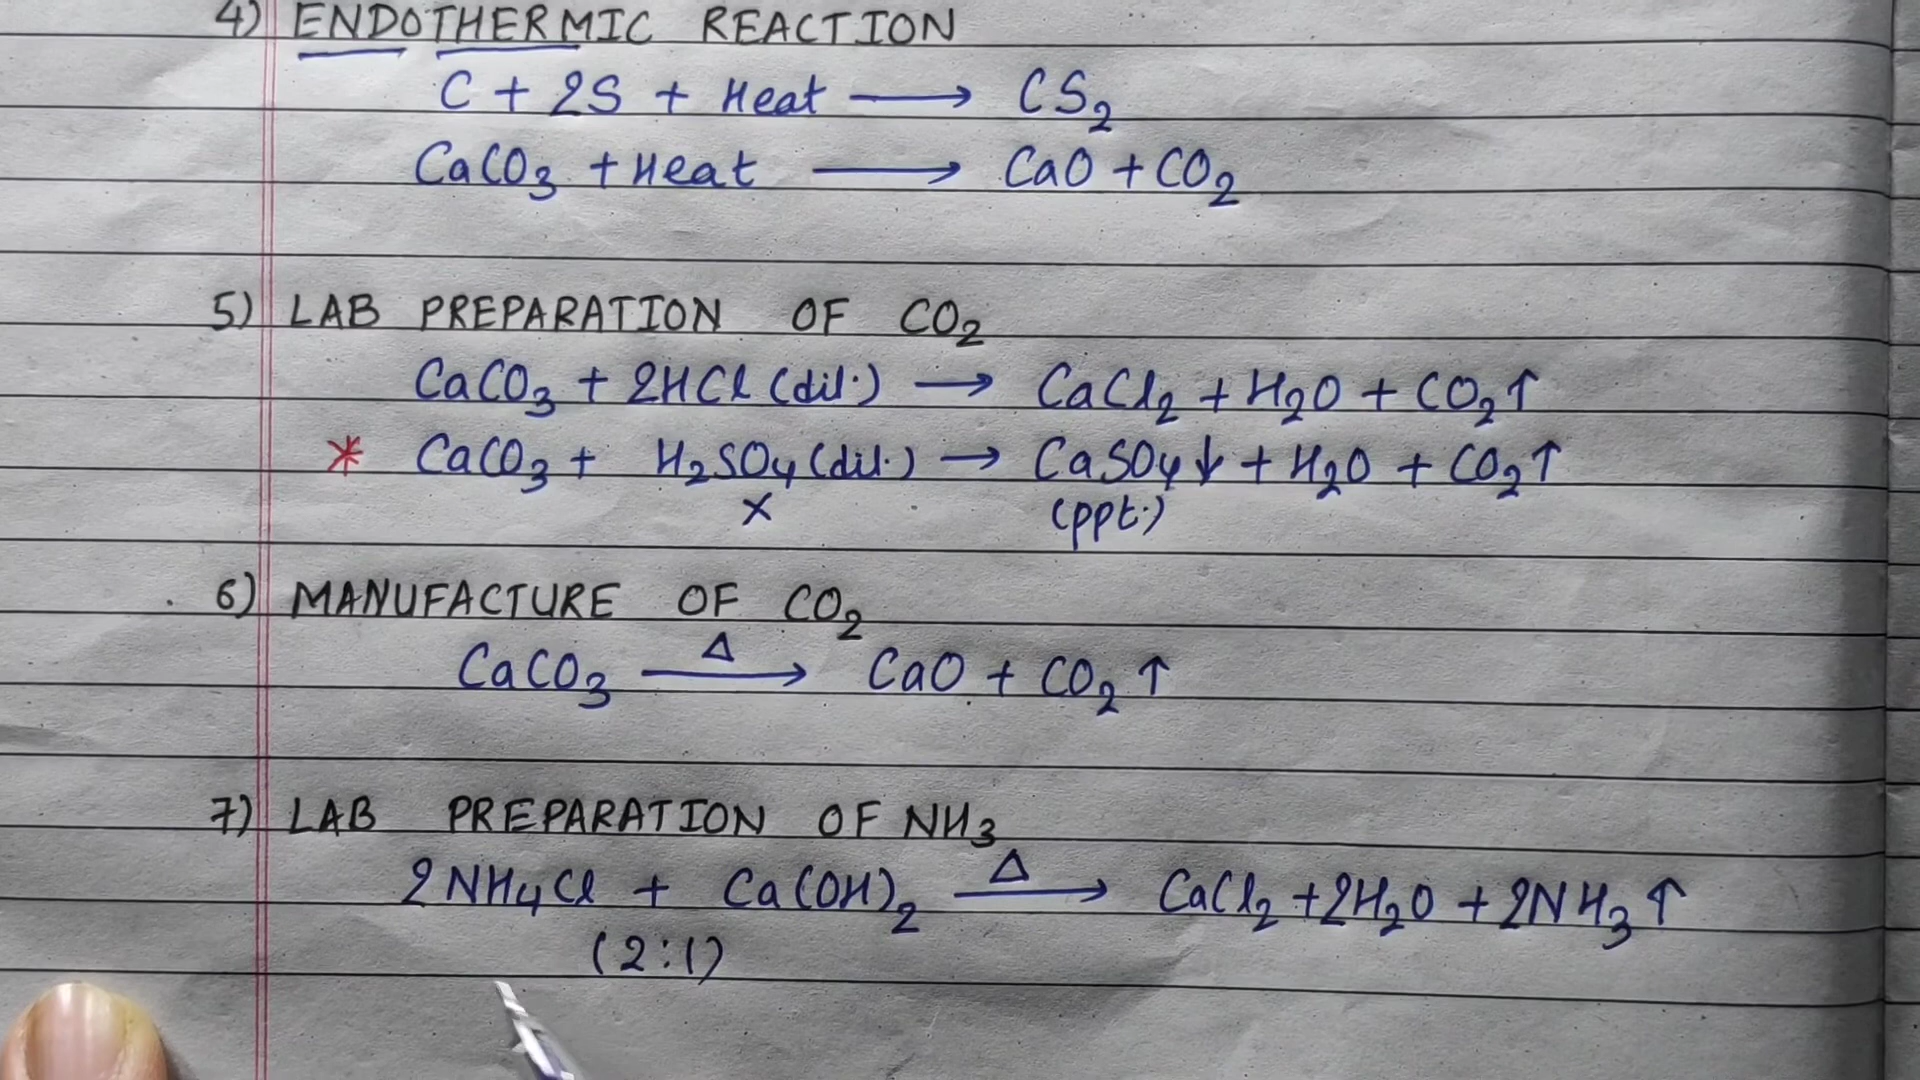 4) ENDOTHERMIC REACTION
C + 2S + Heat ⟶ CS₂
CaCO₃ + Heat ⟶ CaO + CO₂
5) LAB PREPARATION OF CO₂
CaCO₃ + 2HCl (dil.) → CaCl₂ + H₂O + CO₂↑
* CaCO₃ + H₂SO₄ (dil.) → CaSO₄↓ + H₂O + CO₂↑
X (ppt.)
6) MANUFACTURE OF CO₂
Δ
CaCO₃ ⟶ CaO + CO₂↑
7) LAB PREPARATION OF NH₃
Δ
2NH₄Cl + Ca(OH)₂ ⟶ CaCl₂ + 2H₂O + 2NH₃↑
(2:1)